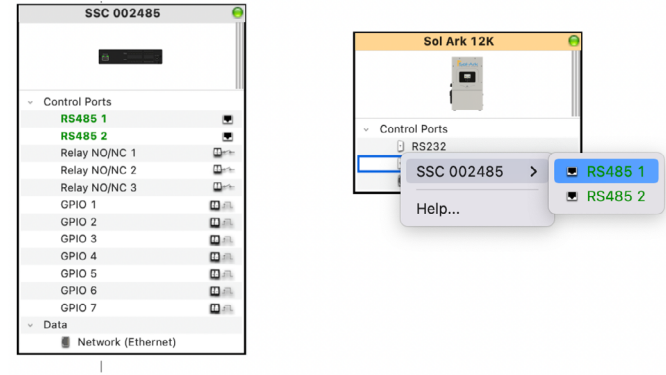 SSC 002485
Control Ports
RS485 1
RS485 2
Relay NO/NC 1
Relay NO/NC 2
Relay NO/NC 3
GPIO 1
GPIO 2
GPIO 3
GPIO 4
GPIO 5
GPIO 6
GPIO 7
Data
Network (Ethernet)
Sol Ark 12K
Sol-Ark
Control Ports
RS232
SSC 002485
Help...
RS485 1
RS485 2